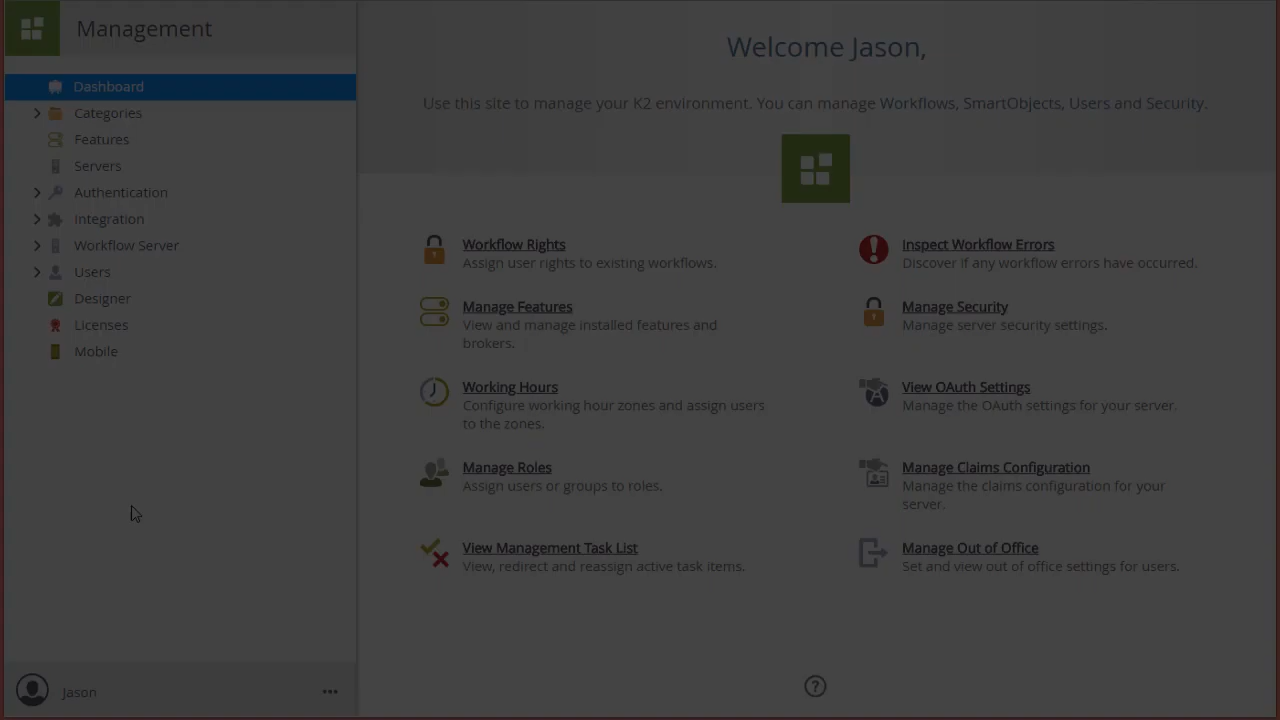 Management
Dashboard
Categories
Features
Servers
Authentication
Integration
Workflow Server
Users
Designer
Licenses
Mobile
Jason
Welcome Jason,
Use this site to manage your K2 environment. You can manage Workflows, SmartObjects, Users and Security.
Workflow Rights
Assign user rights to existing workflows.
Manage Features
View and manage installed features and
brokers.
Working Hours
Configure working hour zones and assign users
to the zones.
Manage Roles
Assign users or groups to roles.
View Management Task List
View, redirect and reassign active task items.
Inspect Workflow Errors
Discover if any workflow errors have occurred.
Manage Security
Manage server security settings.
View OAuth Settings
Manage the OAuth settings for your server.
Manage Claims Configuration
Manage the claims configuration for your
server.
Manage Out of Office
Set and view out of office settings for users.